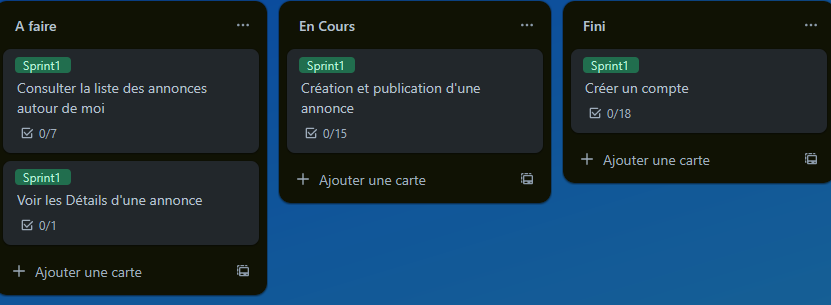 A faire
Sprint1
Consulter la liste des annonces
autour de moi
0/7
Sprint1
Voir les Détails d'une annonce
0/1
Ajouter une carte
En Cours
Sprint1
Création et publication d'une
annonce
0/15
Ajouter une carte
Fini
Sprint1
Créer un compte
0/18
Ajouter une carte